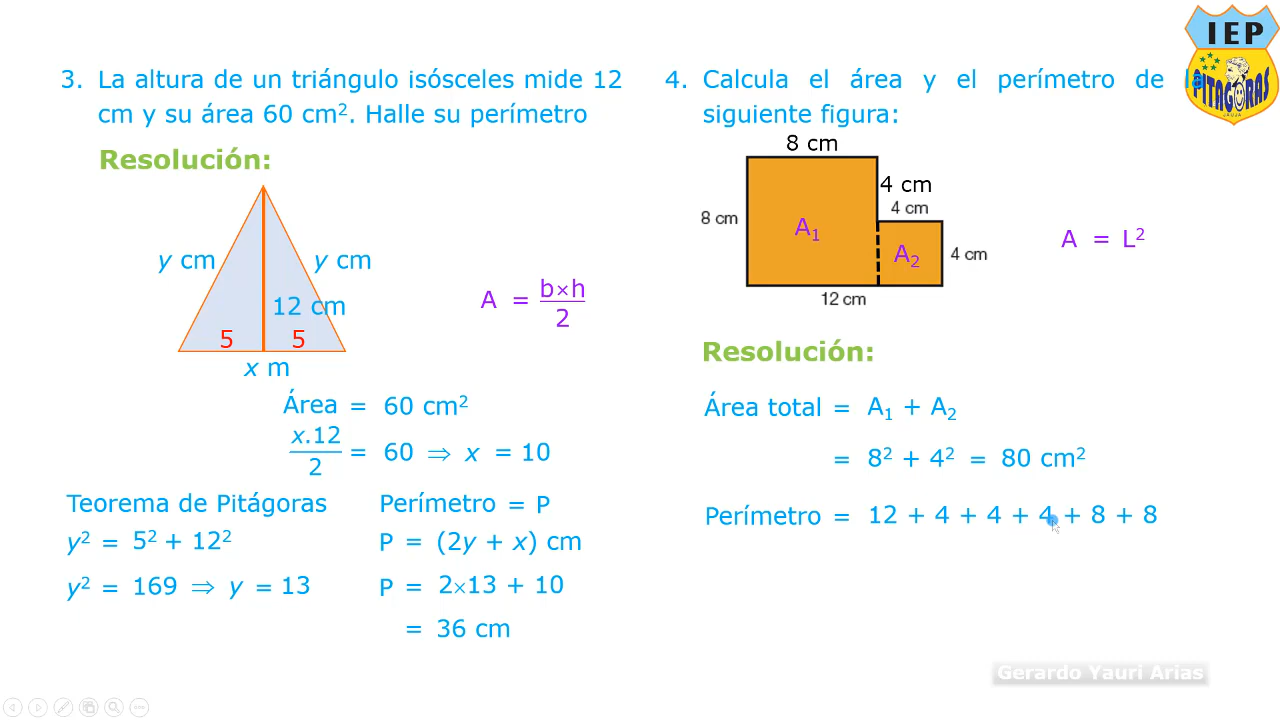 IEP
PITAGORAS
JAUJA
3. La altura de un triángulo isósceles mide 12
cm y su área 60 cm². Halle su perímetro
Resolución:
y cm
y cm
12 cm
5
5
x m
A = b×h
2
Área = 60 cm²
x.12
2
= 60 ⇒ x = 10
Teorema de Pitágoras
y² = 5² + 12²
y² = 169 ⇒ y = 13
Perímetro = P
P = (2y + x) cm
P = 2×13 + 10
= 36 cm
4. Calcula el área y el perímetro de la
siguiente figura:
8 cm
4 cm
4 cm
8 cm
A₁
A₂
4 cm
12 cm
A = L²
Resolución:
Área total = A₁ + A₂
= 8² + 4² = 80 cm²
Perímetro = 12 + 4 + 4 + 4 + 8 + 8
Gerardo Yauri Arias